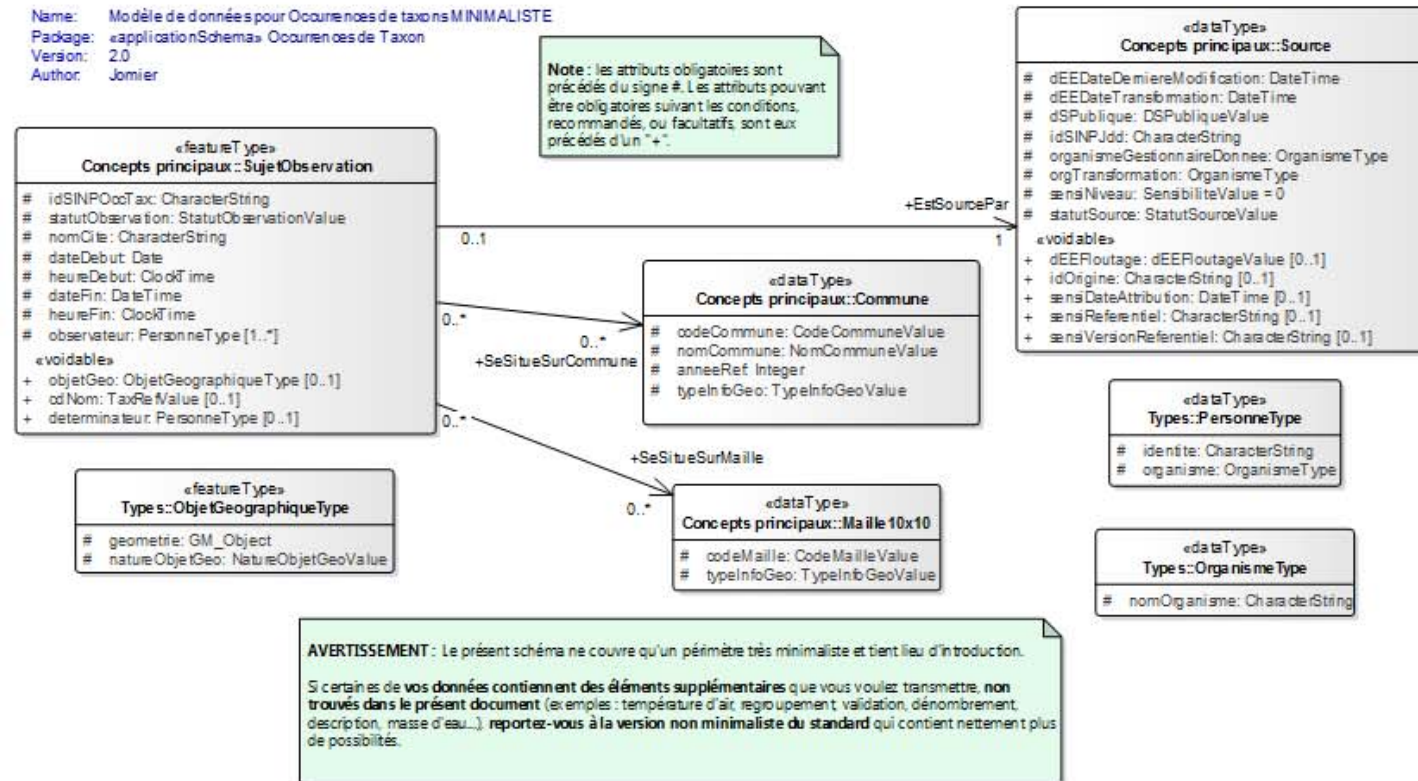 Name: Modèle de données pour Occurrences de taxons MINIMALISTE
Package: «applicationSchema» Occurrences de Taxon
Version: 2.0
Author: Jomier
Note : les attributs obligatoires sont
précédés du signe #. Les attributs pouvant
être obligatoires suivant les conditions,
recommandés, ou facultatifs, sont eux
précédés d'un "+".
«dataType»
Concepts principaux::Source
# dEEDateDerniereModification: DateTime
# dEEDateTransformation: DateTime
# dSPublique: DSPubliqueValue
# idSINPJdd: CharacterString
# organismeGestionnaireDonnee: OrganismeType
# orgTransformation: OrganismeType
# sensiNiveau: SensibiliteValue = 0
# statutSource: StatutSourceValue
«voidable»
+ dEEFloutage: dEEFloutageValue [0..1]
+ idOrigine: CharacterString [0..1]
+ sensiDateAttribution: DateTime [0..1]
+ sensiReferentiel: CharacterString [0..1]
+ sensiVersionReferentiel: CharacterString [0..1]
«featureType»
Concepts principaux::SujetObservation
# idSINPOccTax: CharacterString
# statutObservation: StatutObservationValue
# nomCite: CharacterString
# dateDebut: Date
# heureDebut: ClockTime
# dateFin: DateTime
# heureFin: ClockTime
# observateur: PersonneType [1..*]
«voidable»
+ objetGeo: ObjetGeographiqueType [0..1]
+ cdNom: TaxRefValue [0..1]
+ determinateur: PersonneType [0..1]
+EstSourcePar
0..1
1
0..*
0..*
+SeSitueSurCommune
«dataType»
Concepts principaux::Commune
# codeCommune: CodeCommuneValue
# nomCommune: NomCommuneValue
# anneeRef: Integer
# typeInfoGeo: TypeInfoGeoValue
0..*
+SeSitueSurMaille
0..*
«dataType»
Concepts principaux::Maille10x10
# codeMaille: CodeMailleValue
# typeInfoGeo: TypeInfoGeoValue
«featureType»
Types::ObjetGeographiqueType
# geometrie: GM_Object
# natureObjetGeo: NatureObjetGeoValue
«dataType»
Types::PersonneType
# identite: CharacterString
# organisme: OrganismeType
«dataType»
Types::OrganismeType
# nomOrganisme: CharacterString
AVERTISSEMENT : Le présent schéma ne couvre qu'un périmètre très minimaliste et tient lieu d'introduction.
Si certaines de vos données contiennent des éléments supplémentaires que vous voulez transmettre, non
trouvés dans le présent document (exemples : température d'air, regroupement, validation, dénombrement,
description, masse d'eau...), reportez-vous à la version non minimaliste du standard qui contient nettement plus
de possibilités.